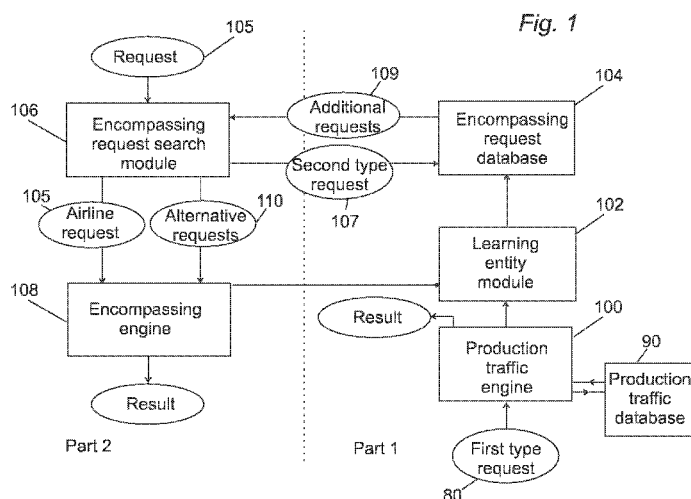 Fig. 1
Request
105
109
104
106
Additional
requests
Encompassing
request search
module
Encompassing
request
database
Second type
request
107
105
Airline
request
Alternative
requests
110
102
Learning
entity
module
108
Encompassing
engine
Result
100
90
Production
traffic
engine
Production
traffic
database
Result
Part 2
Part 1
First type
request
80